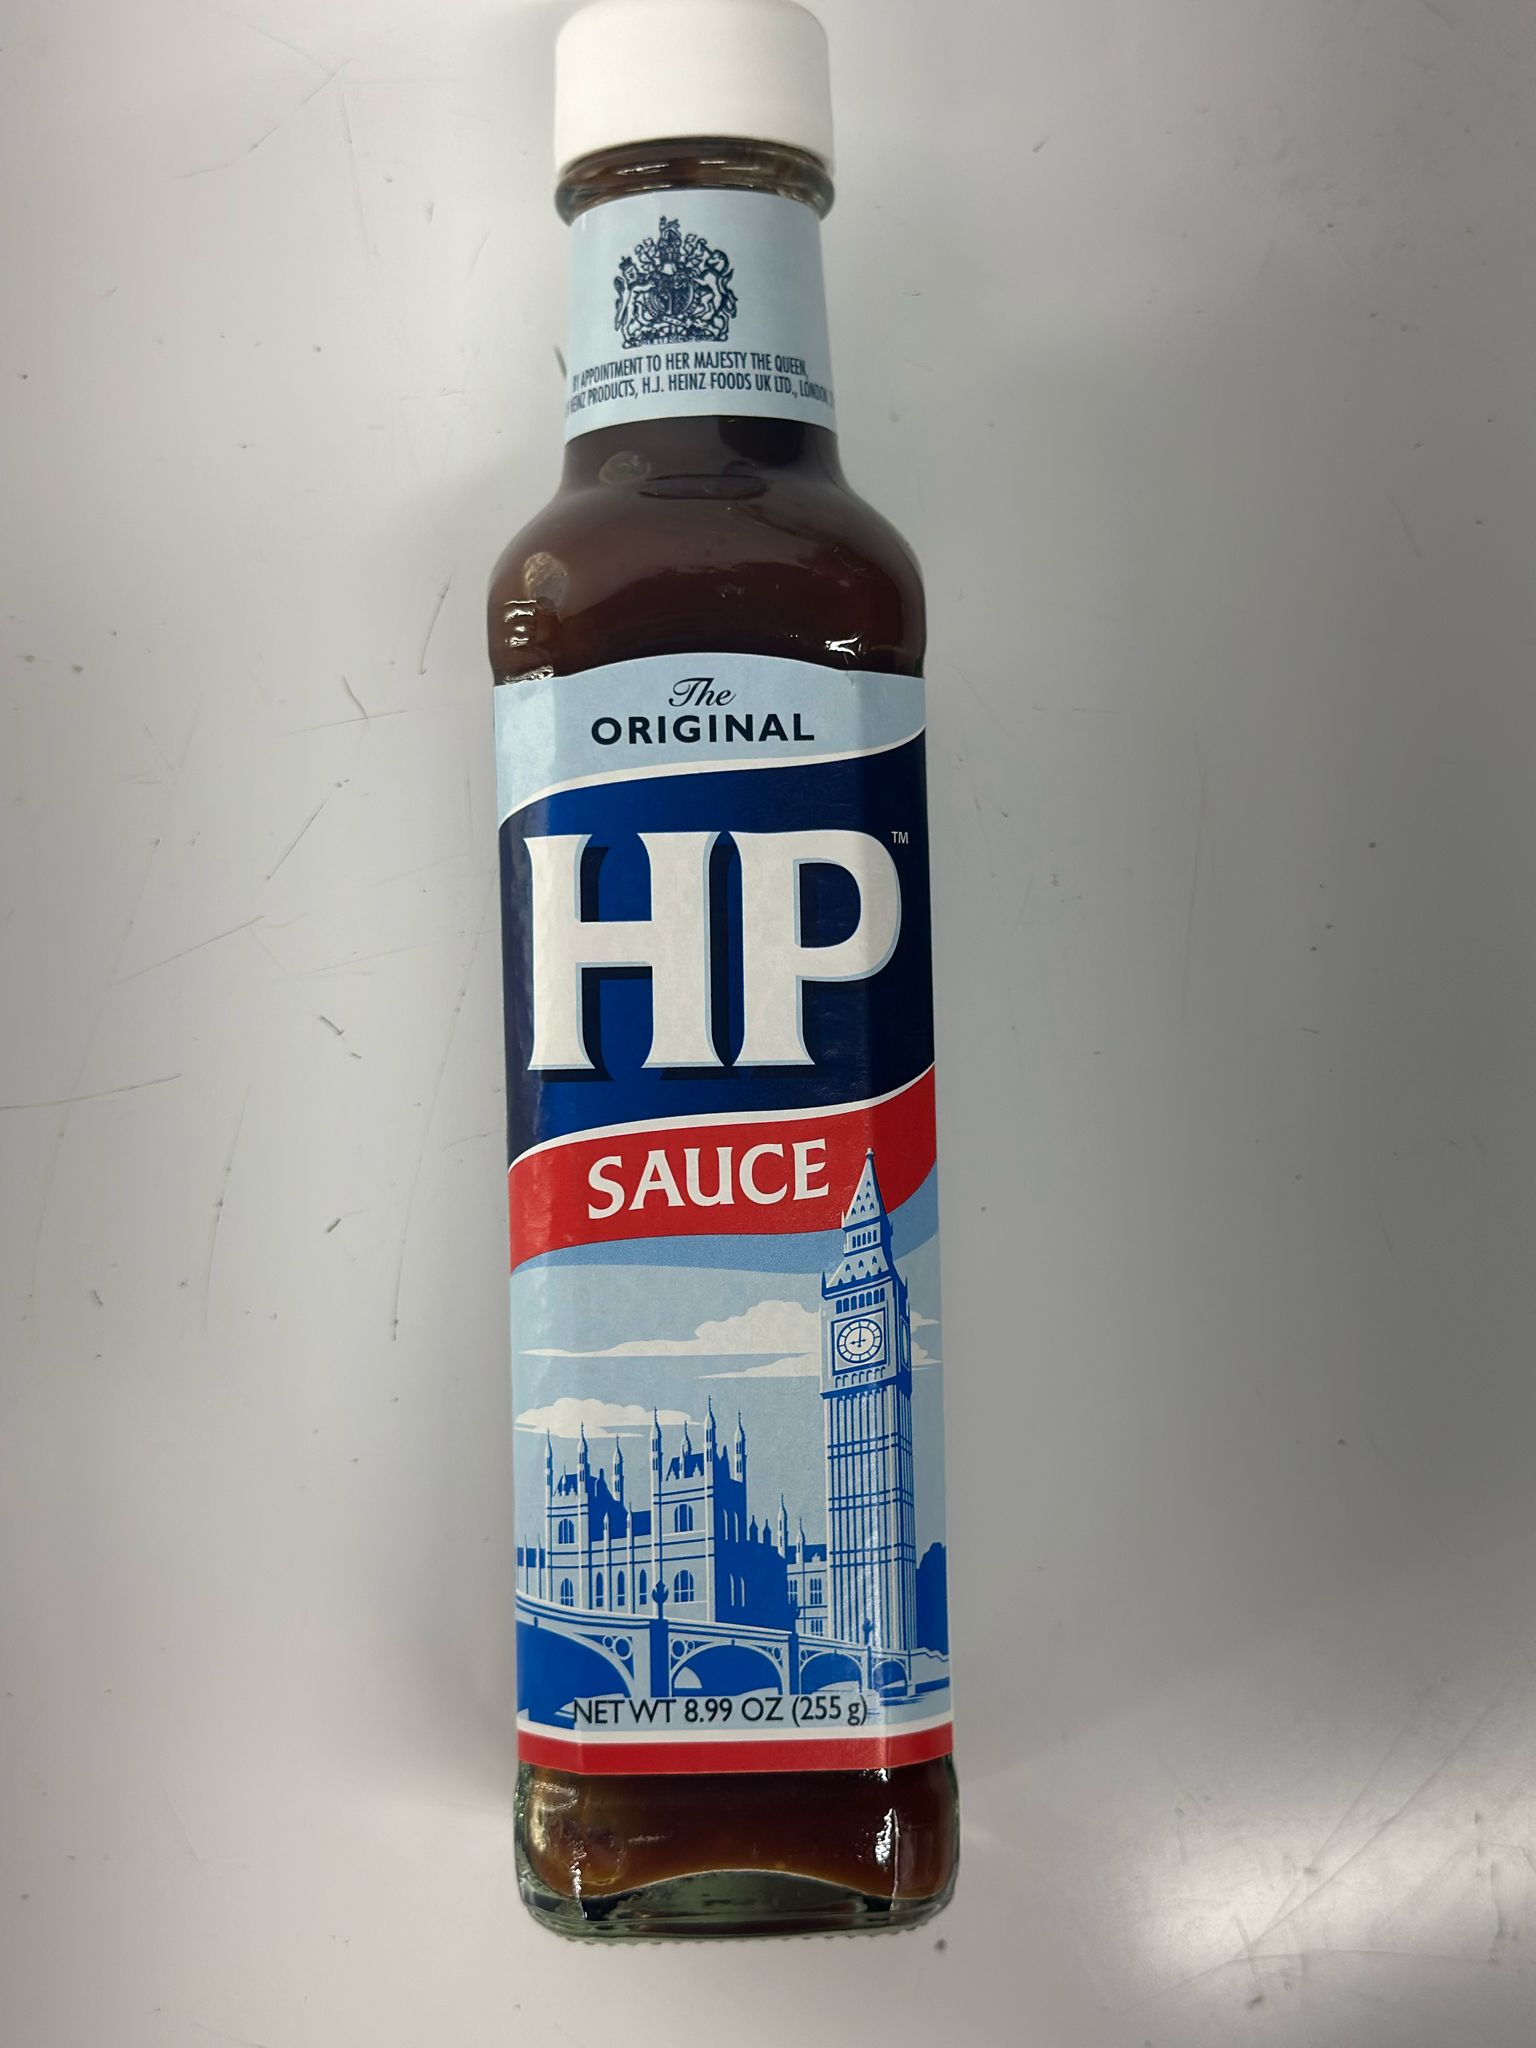 BY APPOINTMENT TO HER MAJESTY THE QUEEN,
HEINZ PRODUCTS, H.J. HEINZ FOODS UK LTD., LONDON
The
ORIGINAL
HP™
SAUCE
NET WT 8.99 OZ (255 g)